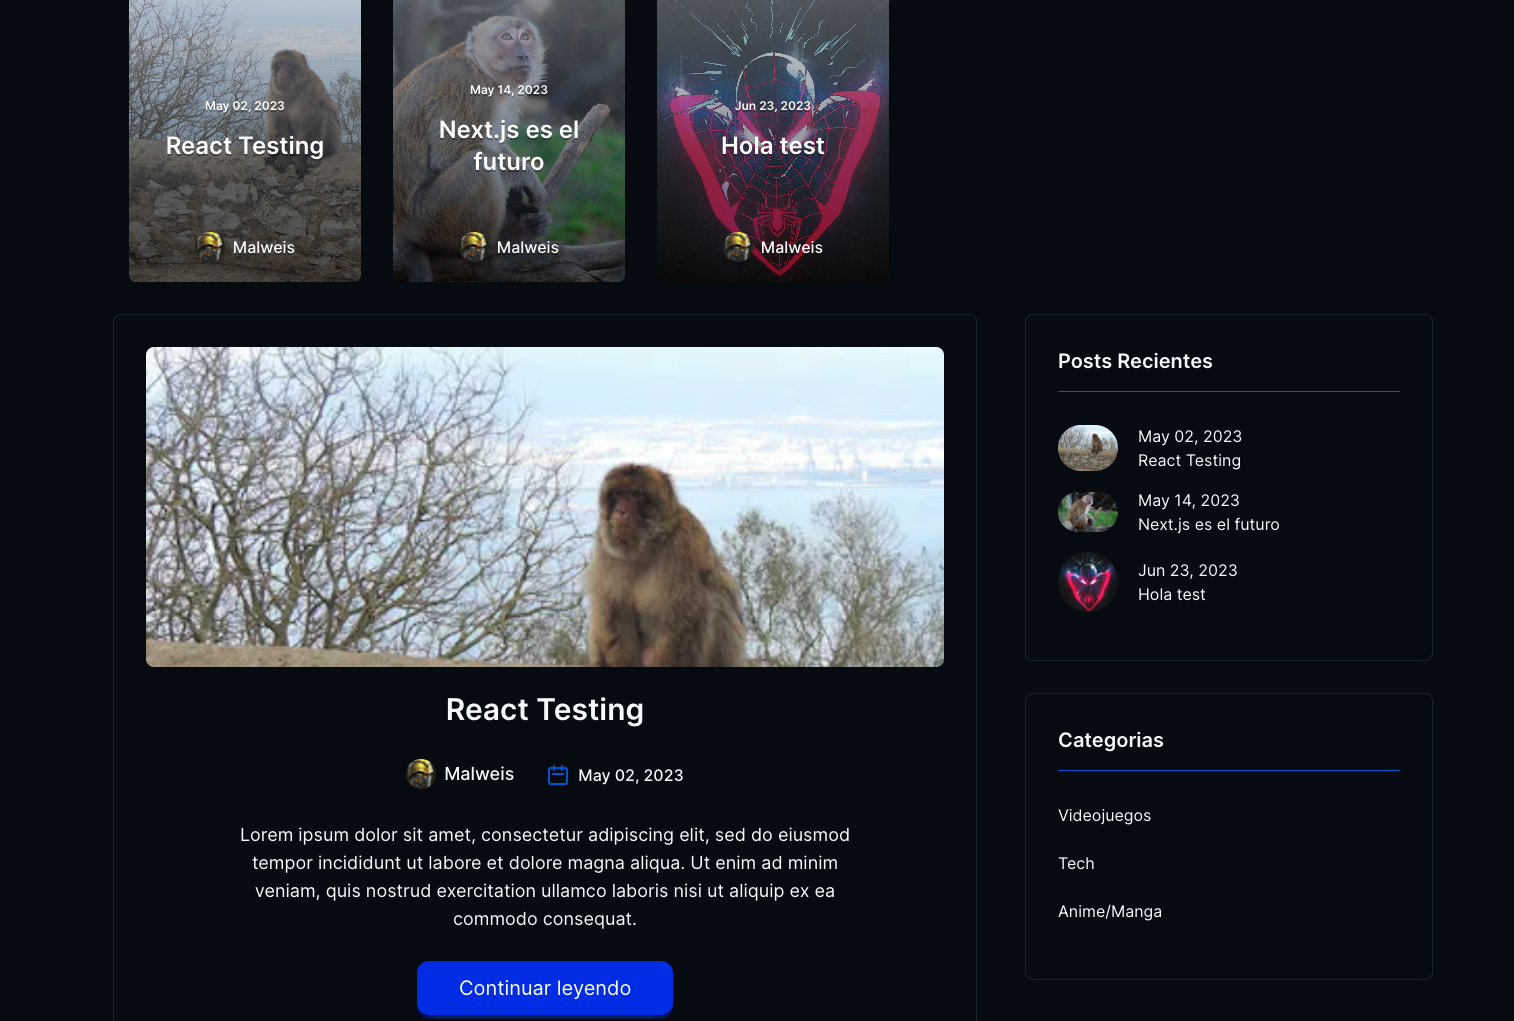 May 02, 2023
React Testing
Malweis
May 14, 2023
Next.js es el
futuro
Malweis
Jun 23, 2023
Hola test
Malweis
React Testing
Malweis
May 02, 2023
Lorem ipsum dolor sit amet, consectetur adipiscing elit, sed do eiusmod
tempor incididunt ut labore et dolore magna aliqua. Ut enim ad minim
veniam, quis nostrud exercitation ullamco laboris nisi ut aliquip ex ea
commodo consequat.
Continuar leyendo
Posts Recientes
May 02, 2023
React Testing
May 14, 2023
Next.js es el futuro
Jun 23, 2023
Hola test
Categorias
Videojuegos
Tech
Anime/Manga